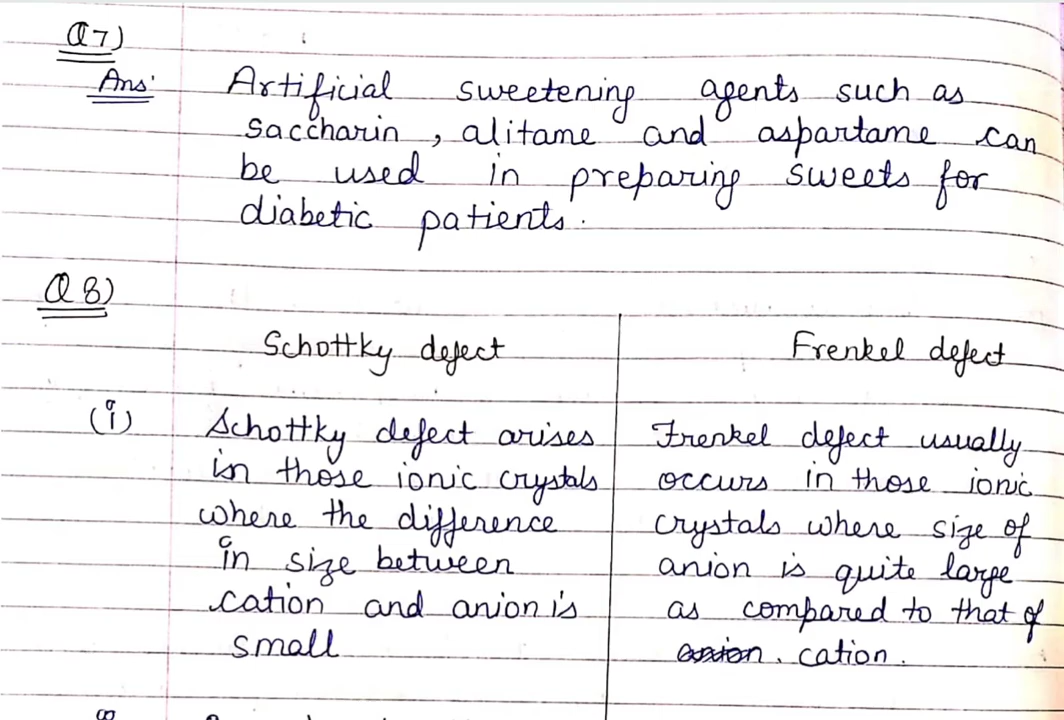 Q7)
Ans: Artificial sweetening agents such as
saccharin, alitame and aspartame can
be used in preparing sweets for
diabetic patients.
Q8)
Schottky defect
Frenkel defect
(i) Schottky defect arises
in those ionic crystals
where the difference
in size between
cation and anion is
small
Frenkel defect usually
occurs in those ionic
crystals where size of
anion is quite large
as compared to that of
cation.